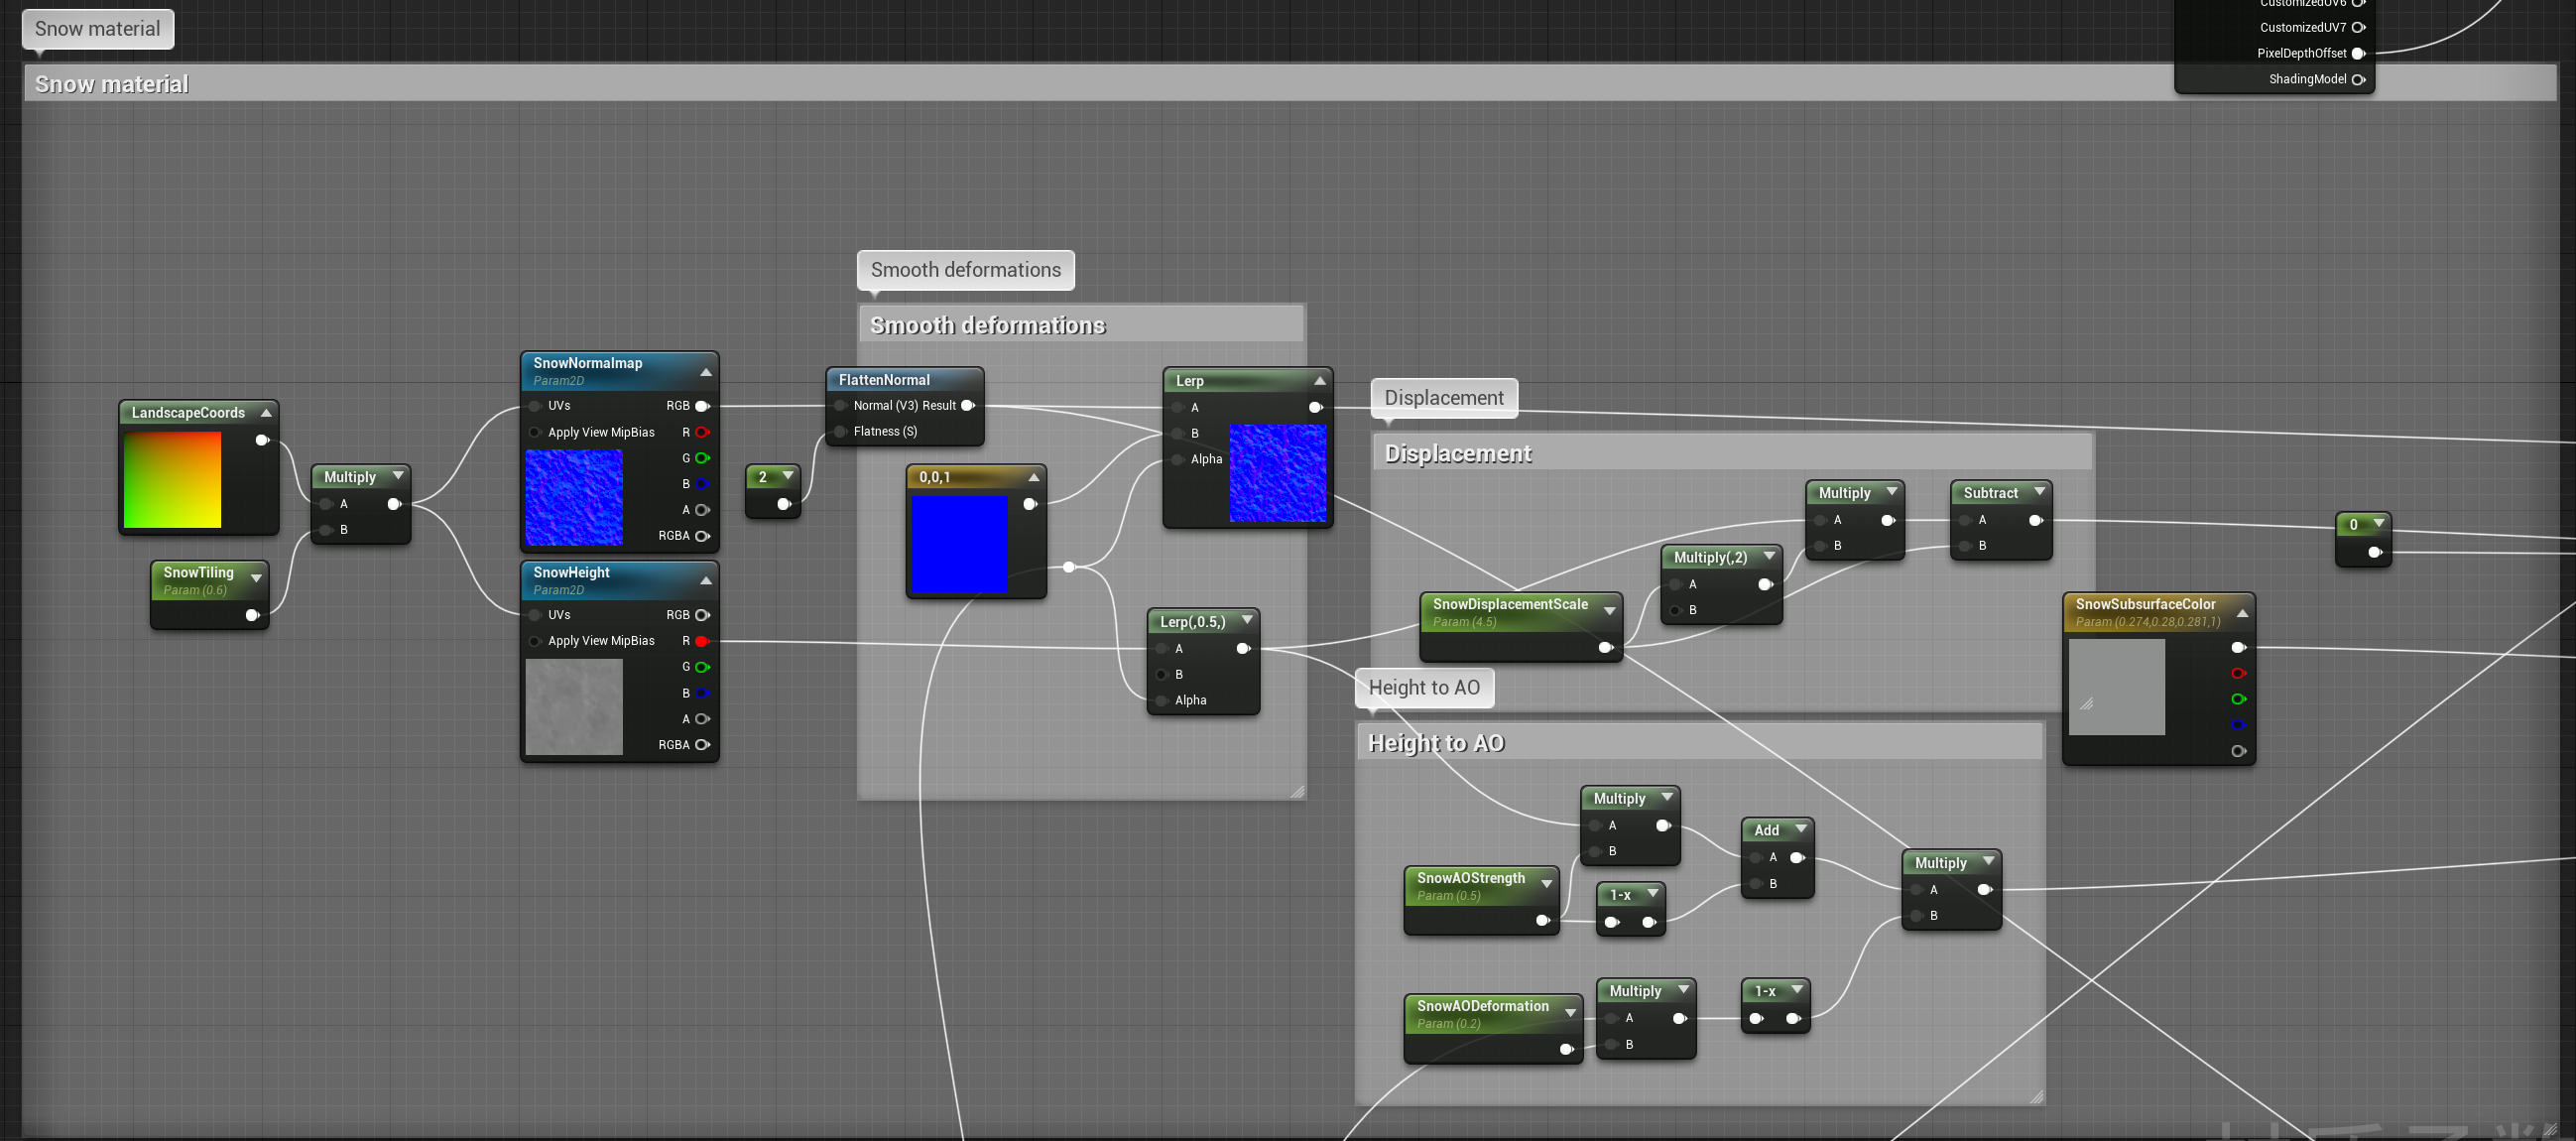 Snow material
Snow material
CustomizedUV6
CustomizedUV7
PixelDepthOffset
ShadingModel
Smooth deformations
Smooth deformations
LandscapeCoords
SnowTiling
Param (0.6)
Multiply
A
B
SnowNormalmap
Param2D
UVs RGB
Apply View MipBias R
G
B
A
RGBA
SnowHeight
Param2D
UVs RGB
Apply View MipBias R
G
B
A
RGBA
2
FlattenNormal
Normal (V3) Result
Flatness (S)
0,0,1
Lerp
A
B
Alpha
Lerp(,0.5,)
A
B
Alpha
Displacement
Displacement
SnowDisplacementScale
Param (4.5)
Multiply(,2)
A
B
Multiply
A
B
Subtract
A
B
Height to AO
Height to AO
SnowAOStrength
Param (0.5)
Multiply
A
B
1-x
Add
A
B
SnowAODeformation
Param (0.2)
Multiply
A
B
1-x
Multiply
A
B
SnowSubsurfaceColor
Param (0.274,0.28,0.281,1)
0